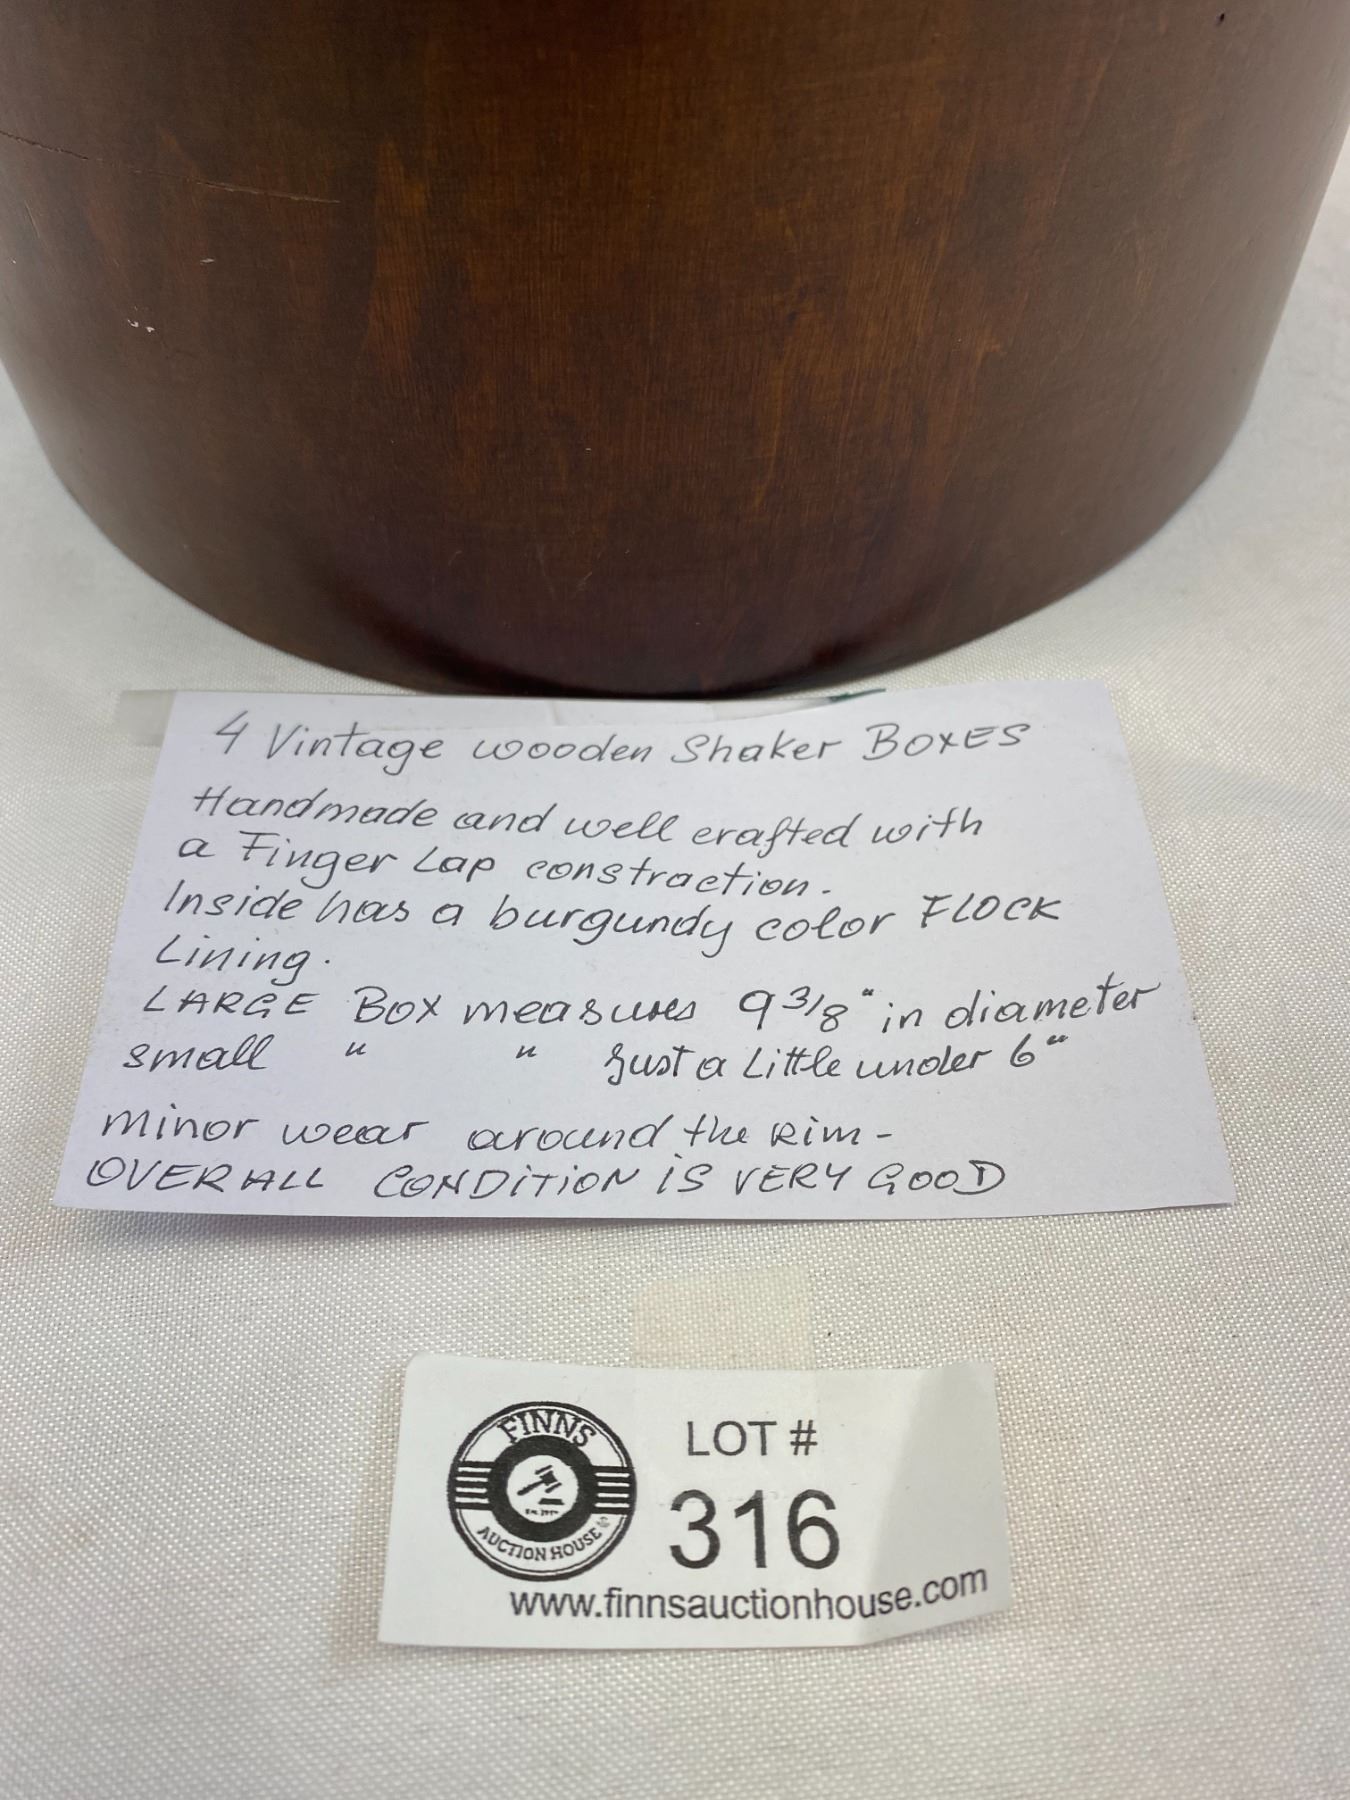 4 Vintage wooden Shaker BOXES
Handmade and well crafted with
a Finger Lap constraction.
Inside has a burgundy color FLOCK
Lining.
LARGE Box measures 9 3/8" in diameter
small " " Just a Little under 6"
minor wear around the rim-
OVERALL CONDITION IS VERY GOOD
FINNS
AUCTION HOUSE
LOT #
316
www.finnsauctionhouse.com